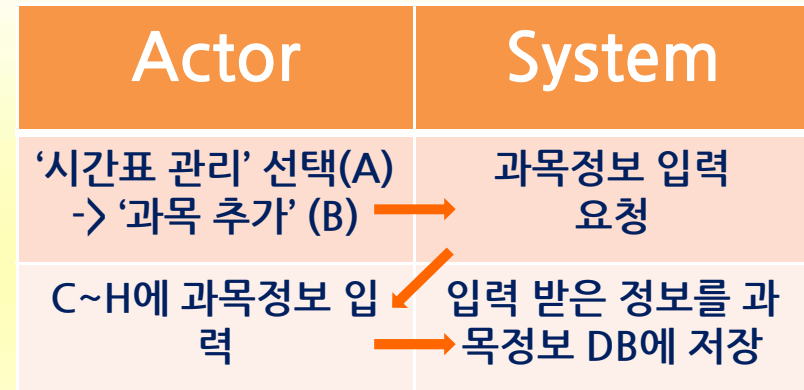 Actor
System
‘시간표 관리’ 선택(A)
-> ‘과목 추가’ (B)
과목정보 입력
요청
C~H에 과목정보 입
력
입력 받은 정보를 과
목정보 DB에 저장